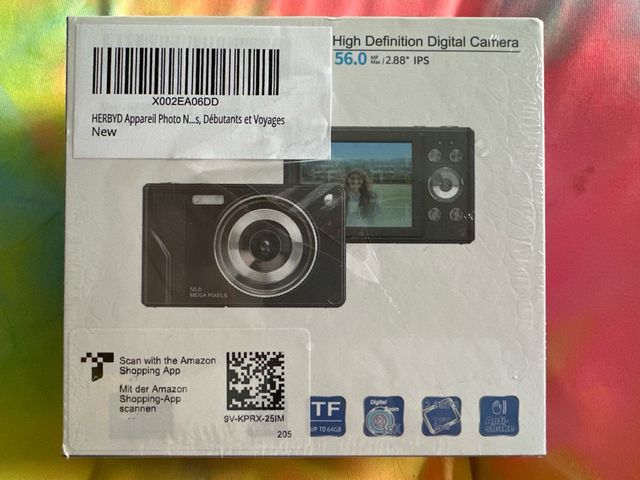 High Definition Digital Camera
56.0 MP Max / 2.88" IPS
X002EA06DD
HERBYD Appareil Photo N...s, Débutants et Voyages
New
56.0
MEGA PIXELS
Scan with the Amazon
Shopping App
Mit der Amazon
Shopping-App
scannen
9V-KPRX-25IM
205
TF
UP TO 64GB
Digital
Zoom
Anti-
shake